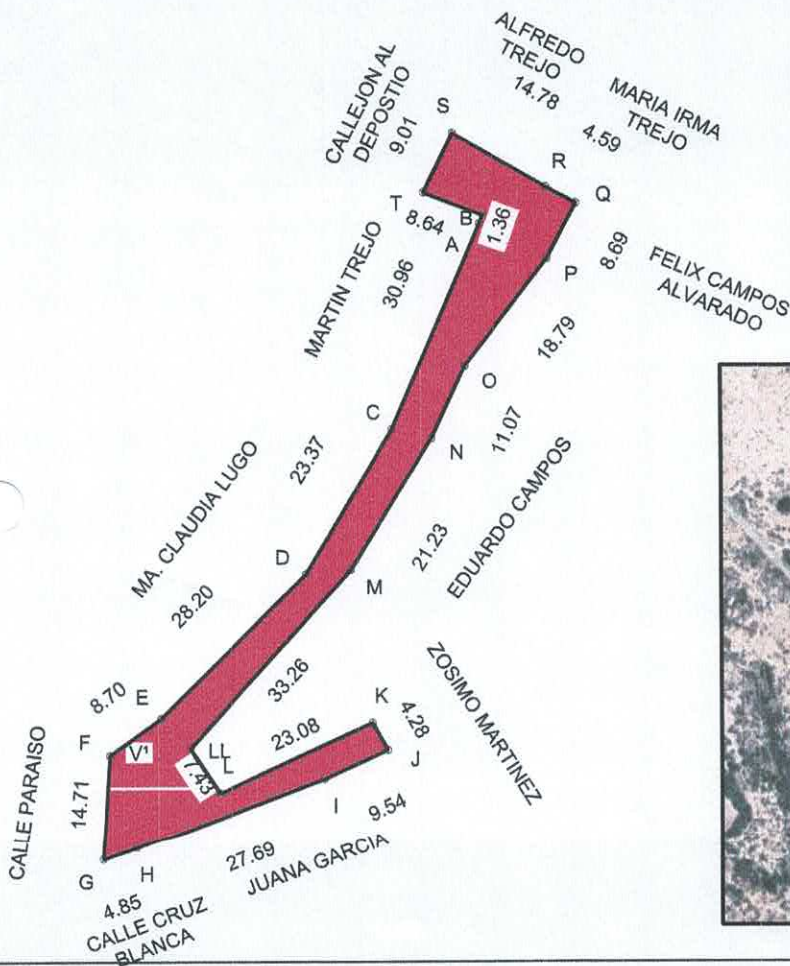 ALFREDO
TREJO
14.78
MARIA IRMA
TREJO
4.59
CALLEJON AL
DEPOSTIO
9.01
S
R
Q
T
8.64
B
1.36
A
P
8.69
FELIX CAMPOS
ALVARADO
MARTIN TREJO
30.96
18.79
O
C
11.07
N
23.37
MA. CLAUDIA LUGO
EDUARDO CAMPOS
21.23
D
M
28.20
ZOSIMO MARTINEZ
33.26
8.70
E
K
4.28
23.08
F
V¹
LL
L
7.43
J
CALLE PARAISO
14.71
I
9.54
27.69
JUANA GARCIA
G
H
4.85
CALLE CRUZ
BLANCA